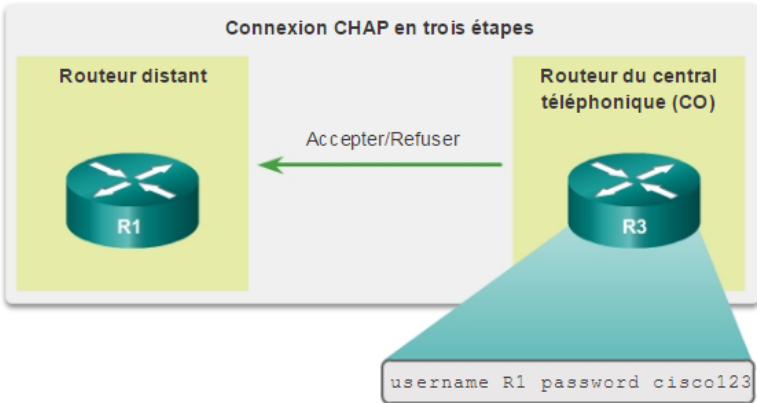 Connexion CHAP en trois étapes
Routeur distant
Routeur du central
téléphonique (CO)
Accepter/Refuser
R1
R3
username R1 password cisco123